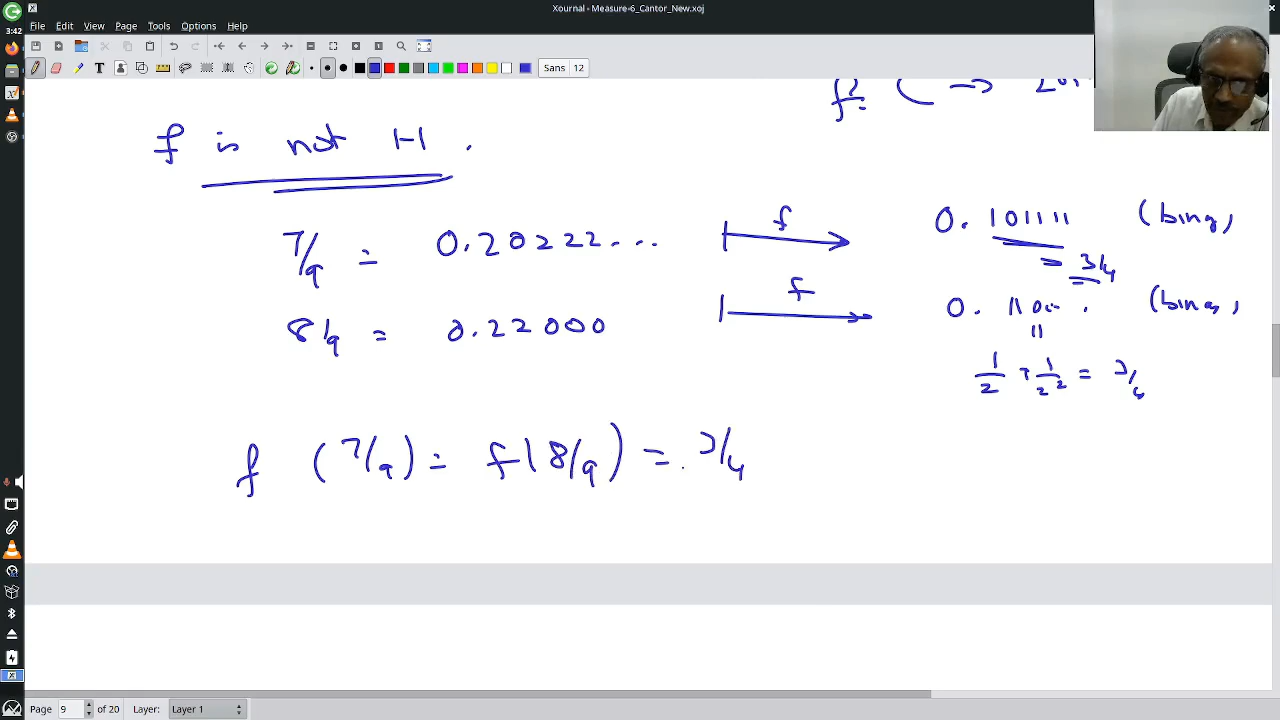 Xournal - Measure-6_Cantor_New.xoj
3:42
File Edit View Page Tools Options Help
Sans 12
f: C →
f is not 1-1.
7/9 = 0.20222... f 0.101111 (binary)
= 3/4
8/9 = 0.22000 f 0.1100.. (binary)
||
1/2 + 1/2² = 3/4
f (7/9) = f(8/9) = 3/4
Page 9 of 20 Layer: Layer 1